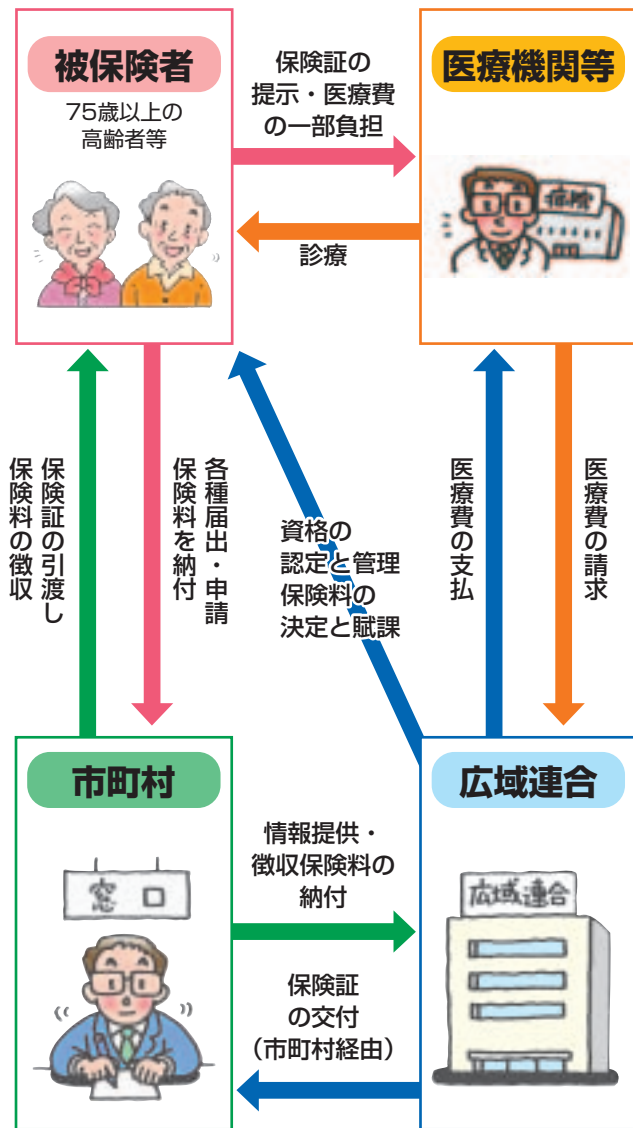 被保険者
75歳以上の
高齢者等
保険証の
提示・医療費
の一部負担
医療機関等
病院
診療
保険証の引渡し
保険料の徴収
各種届出・申請
保険料を納付
資格の
認定と管理
保険料の
決定と賦課
医療費の支払
医療費の請求
市町村
窓口
情報提供・
徴収保険料の
納付
保険証
の交付
（市町村経由）
広域連合
広域連合